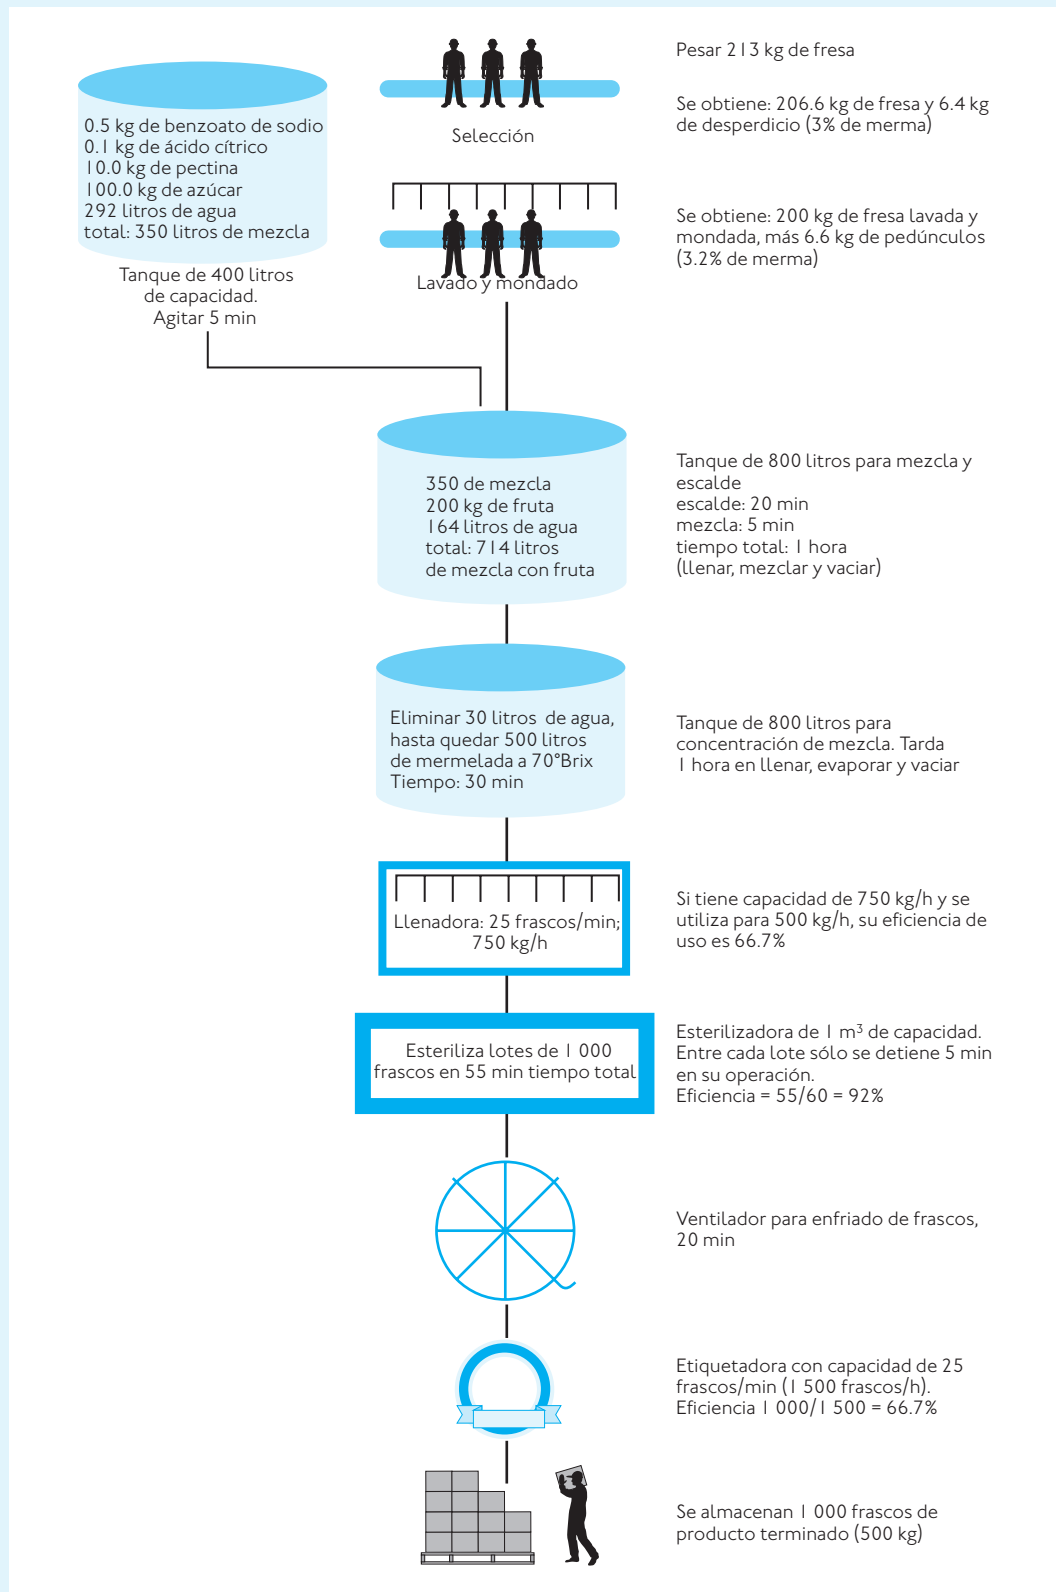 Pesar 213 kg de fresa
Se obtiene: 206.6 kg de fresa y 6.4 kg
de desperdicio (3% de merma)
Selección
0.5 kg de benzoato de sodio
0.1 kg de ácido cítrico
10.0 kg de pectina
100.0 kg de azúcar
292 litros de agua
total: 350 litros de mezcla
Tanque de 400 litros
de capacidad.
Agitar 5 min
Se obtiene: 200 kg de fresa lavada y
mondada, más 6.6 kg de pedúnculos
(3.2% de merma)
Lavado y mondado
350 de mezcla
200 kg de fruta
164 litros de agua
total: 714 litros
de mezcla con fruta
Tanque de 800 litros para mezcla y
escalde
escalde: 20 min
mezcla: 5 min
tiempo total: 1 hora
(llenar, mezclar y vaciar)
Eliminar 30 litros de agua,
hasta quedar 500 litros
de mermelada a 70°Brix
Tiempo: 30 min
Tanque de 800 litros para
concentración de mezcla. Tarda
1 hora en llenar, evaporar y vaciar
Llenadora: 25 frascos/min;
750 kg/h
Si tiene capacidad de 750 kg/h y se
utiliza para 500 kg/h, su eficiencia de
uso es 66.7%
Esteriliza lotes de 1 000
frascos en 55 min tiempo total
Esterilizadora de 1 m³ de capacidad.
Entre cada lote sólo se detiene 5 min
en su operación.
Eficiencia = 55/60 = 92%
Ventilador para enfriado de frascos,
20 min
Etiquetadora con capacidad de 25
frascos/min (1 500 frascos/h).
Eficiencia 1 000/1 500 = 66.7%
Se almacenan 1 000 frascos de
producto terminado (500 kg)